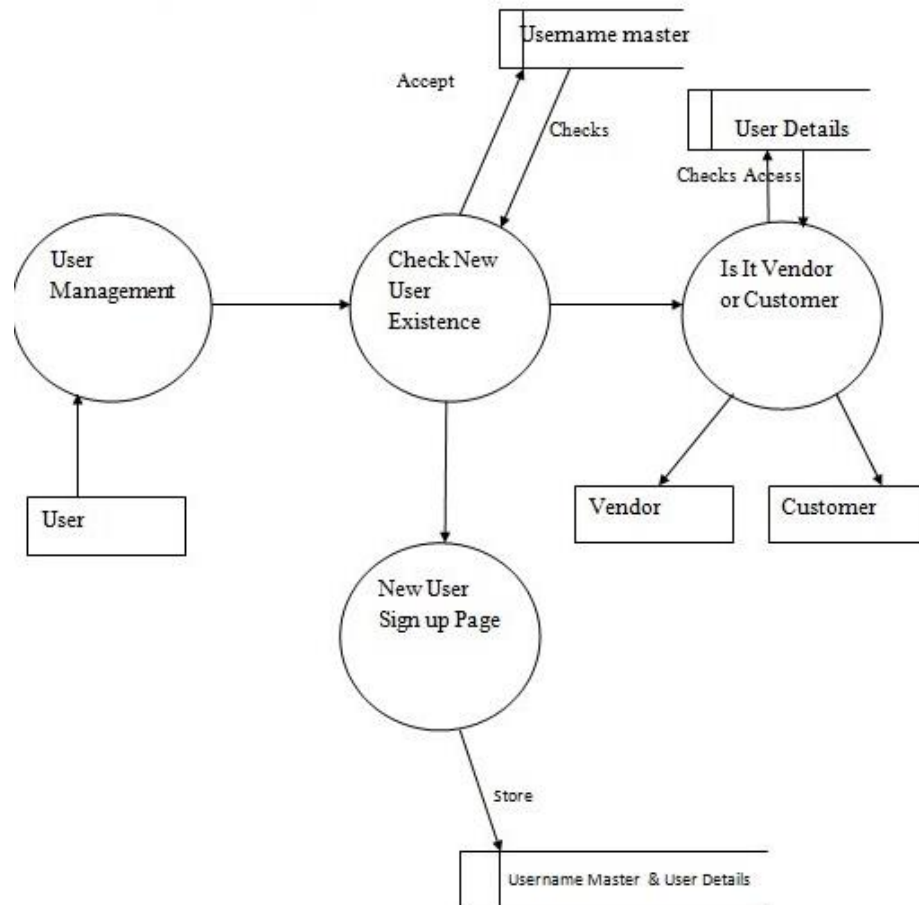 Username master
Accept
Checks
User Details
Checks Access
User
Management
Check New
User
Existence
Is It Vendor
or Customer
User
Vendor
Customer
New User
Sign up Page
Store
Username Master & User Details